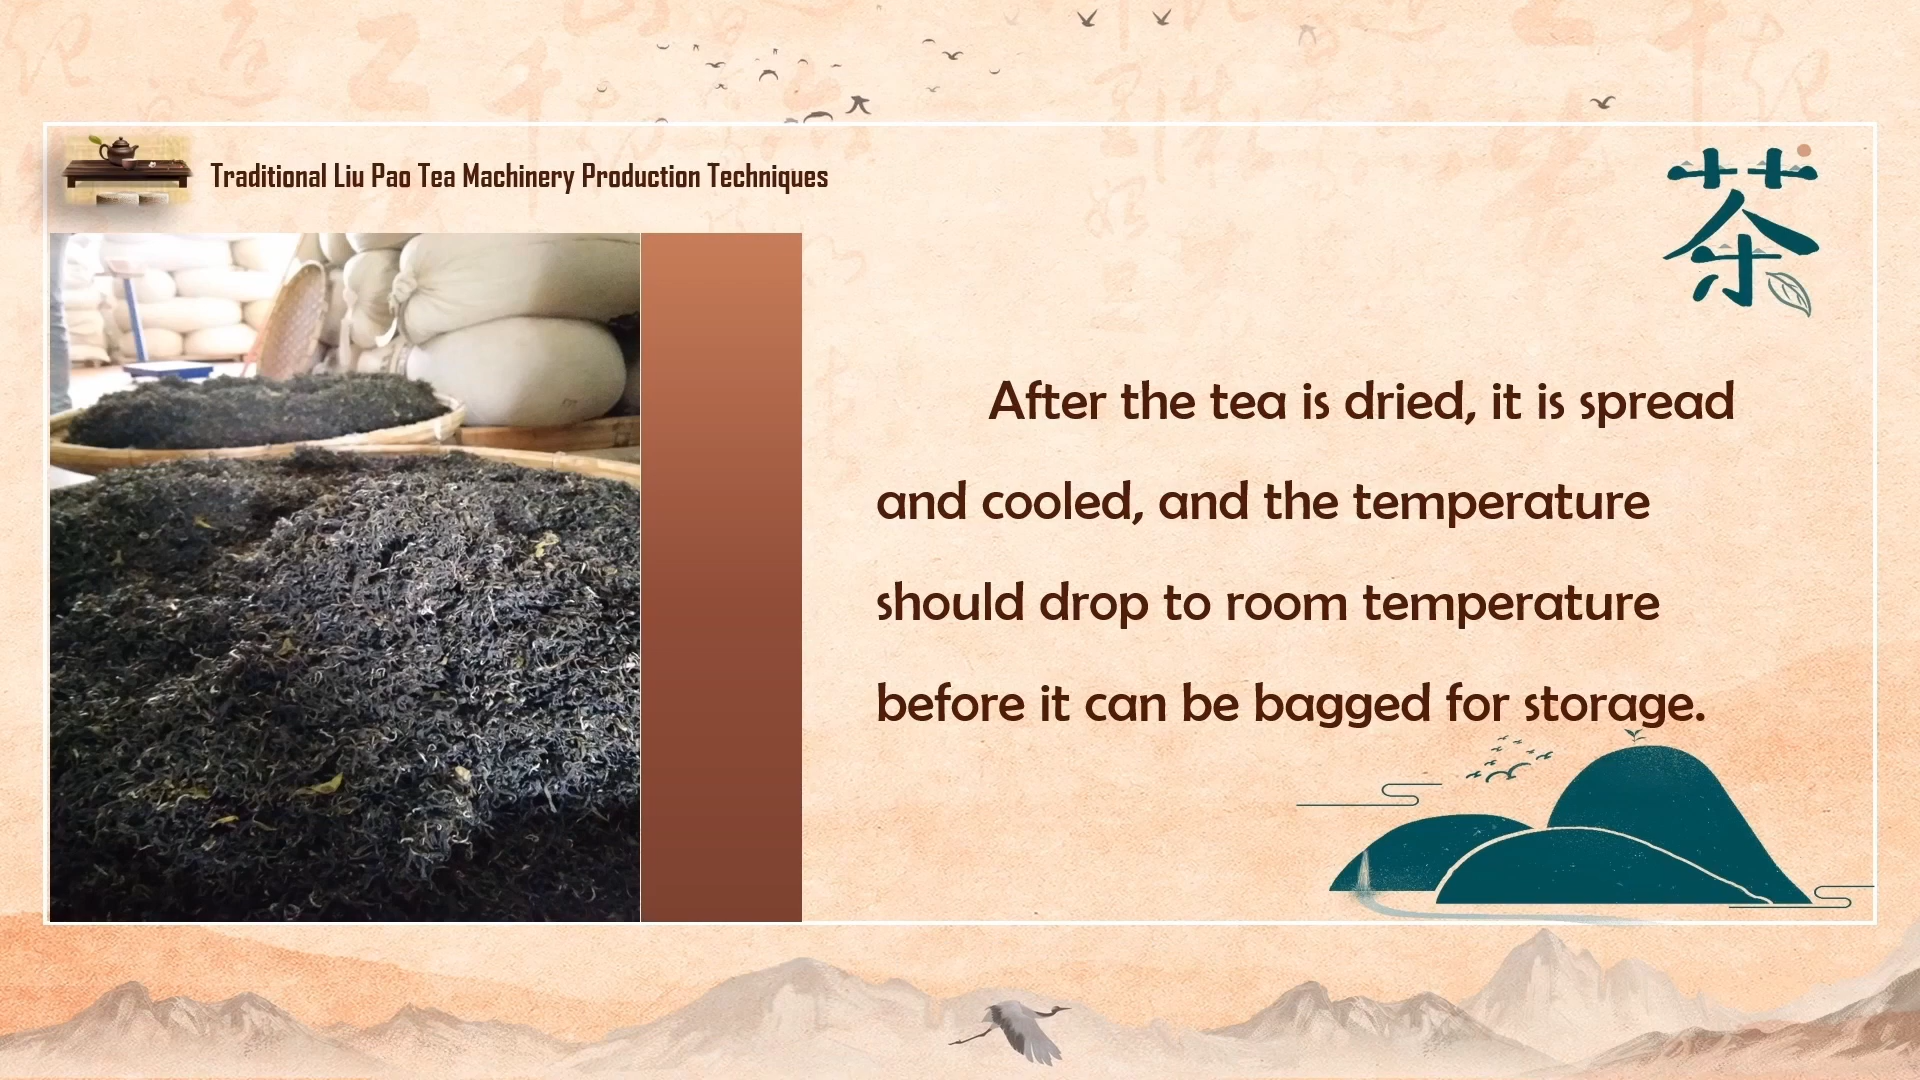 Traditional Liu Pao Tea Machinery Production Techniques
茶
After the tea is dried, it is spread
and cooled, and the temperature
should drop to room temperature
before it can be bagged for storage.